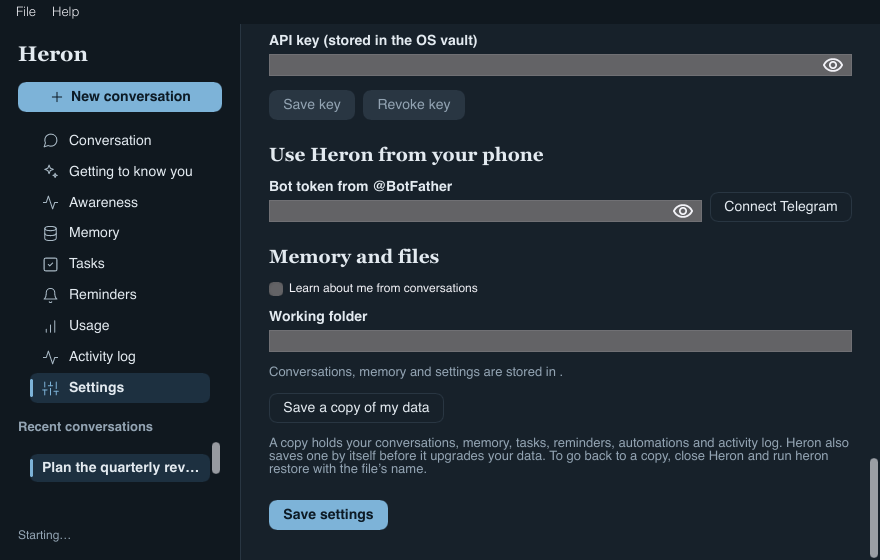 File Help
Heron
New conversation
Conversation
Getting to know you
Awareness
Memory
Tasks
Reminders
Usage
Activity log
Settings
Recent conversations
Plan the quarterly rev…
Starting…
API key (stored in the OS vault)
Save key
Revoke key
Use Heron from your phone
Bot token from @BotFather
Connect Telegram
Memory and files
Learn about me from conversations
Working folder
Conversations, memory and settings are stored in .
Save a copy of my data
A copy holds your conversations, memory, tasks, reminders, automations and activity log. Heron also
saves one by itself before it upgrades your data. To go back to a copy, close Heron and run heron
restore with the file’s name.
Save settings